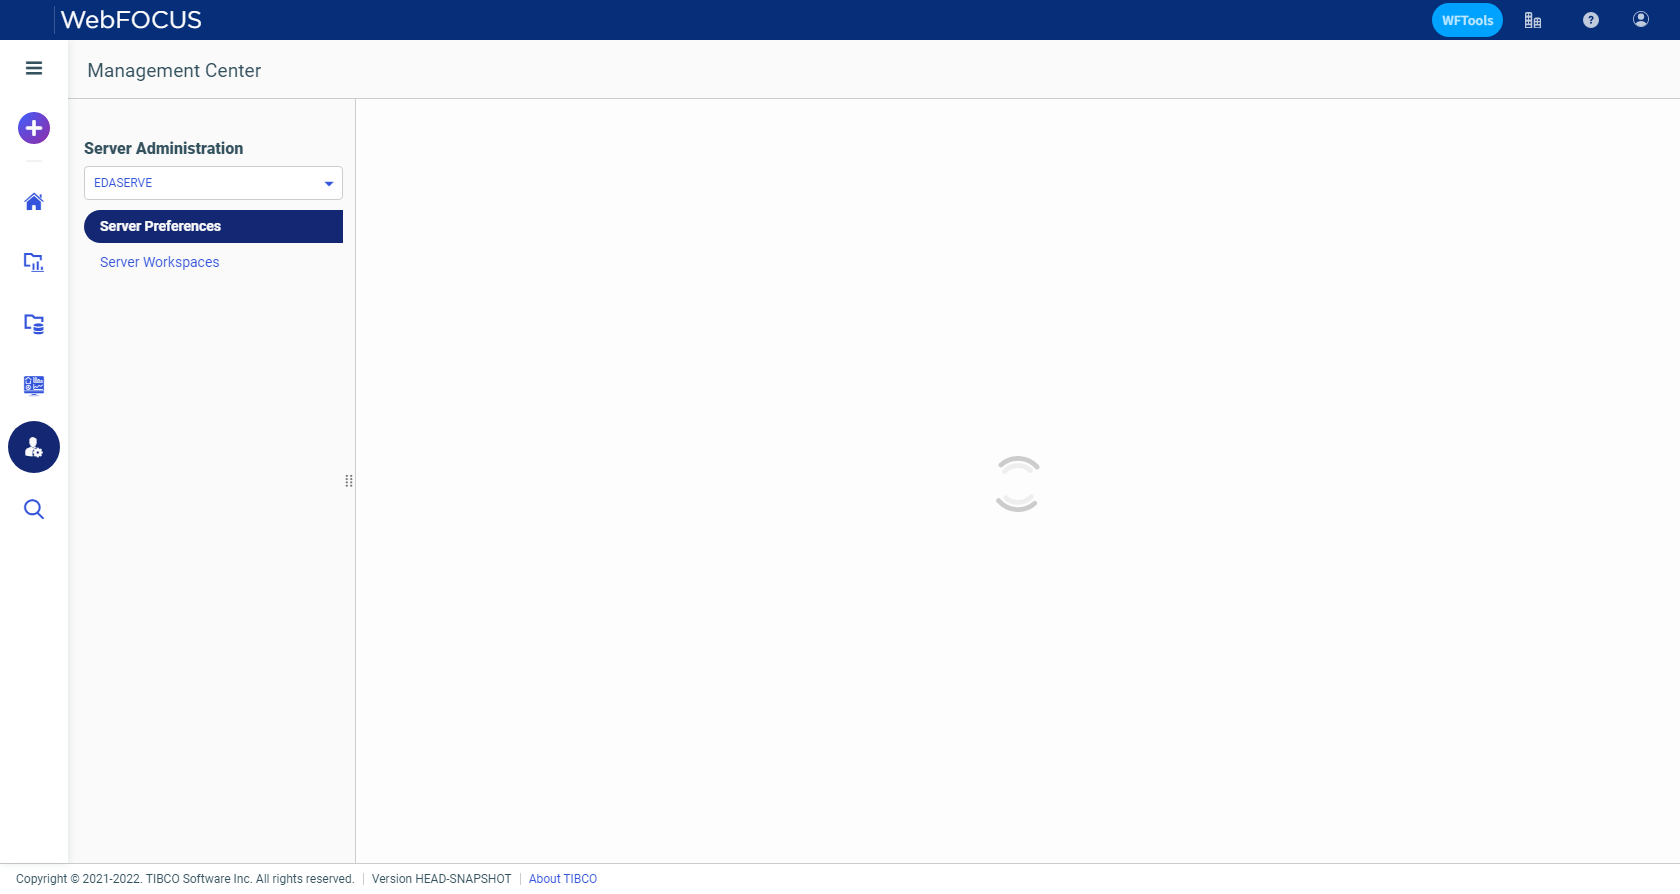 WebFOCUS
WFTools
Management Center
Server Administration
EDASERVE
Server Preferences
Server Workspaces
Copyright © 2021-2022. TIBCO Software Inc. All rights reserved. Version HEAD-SNAPSHOT About TIBCO